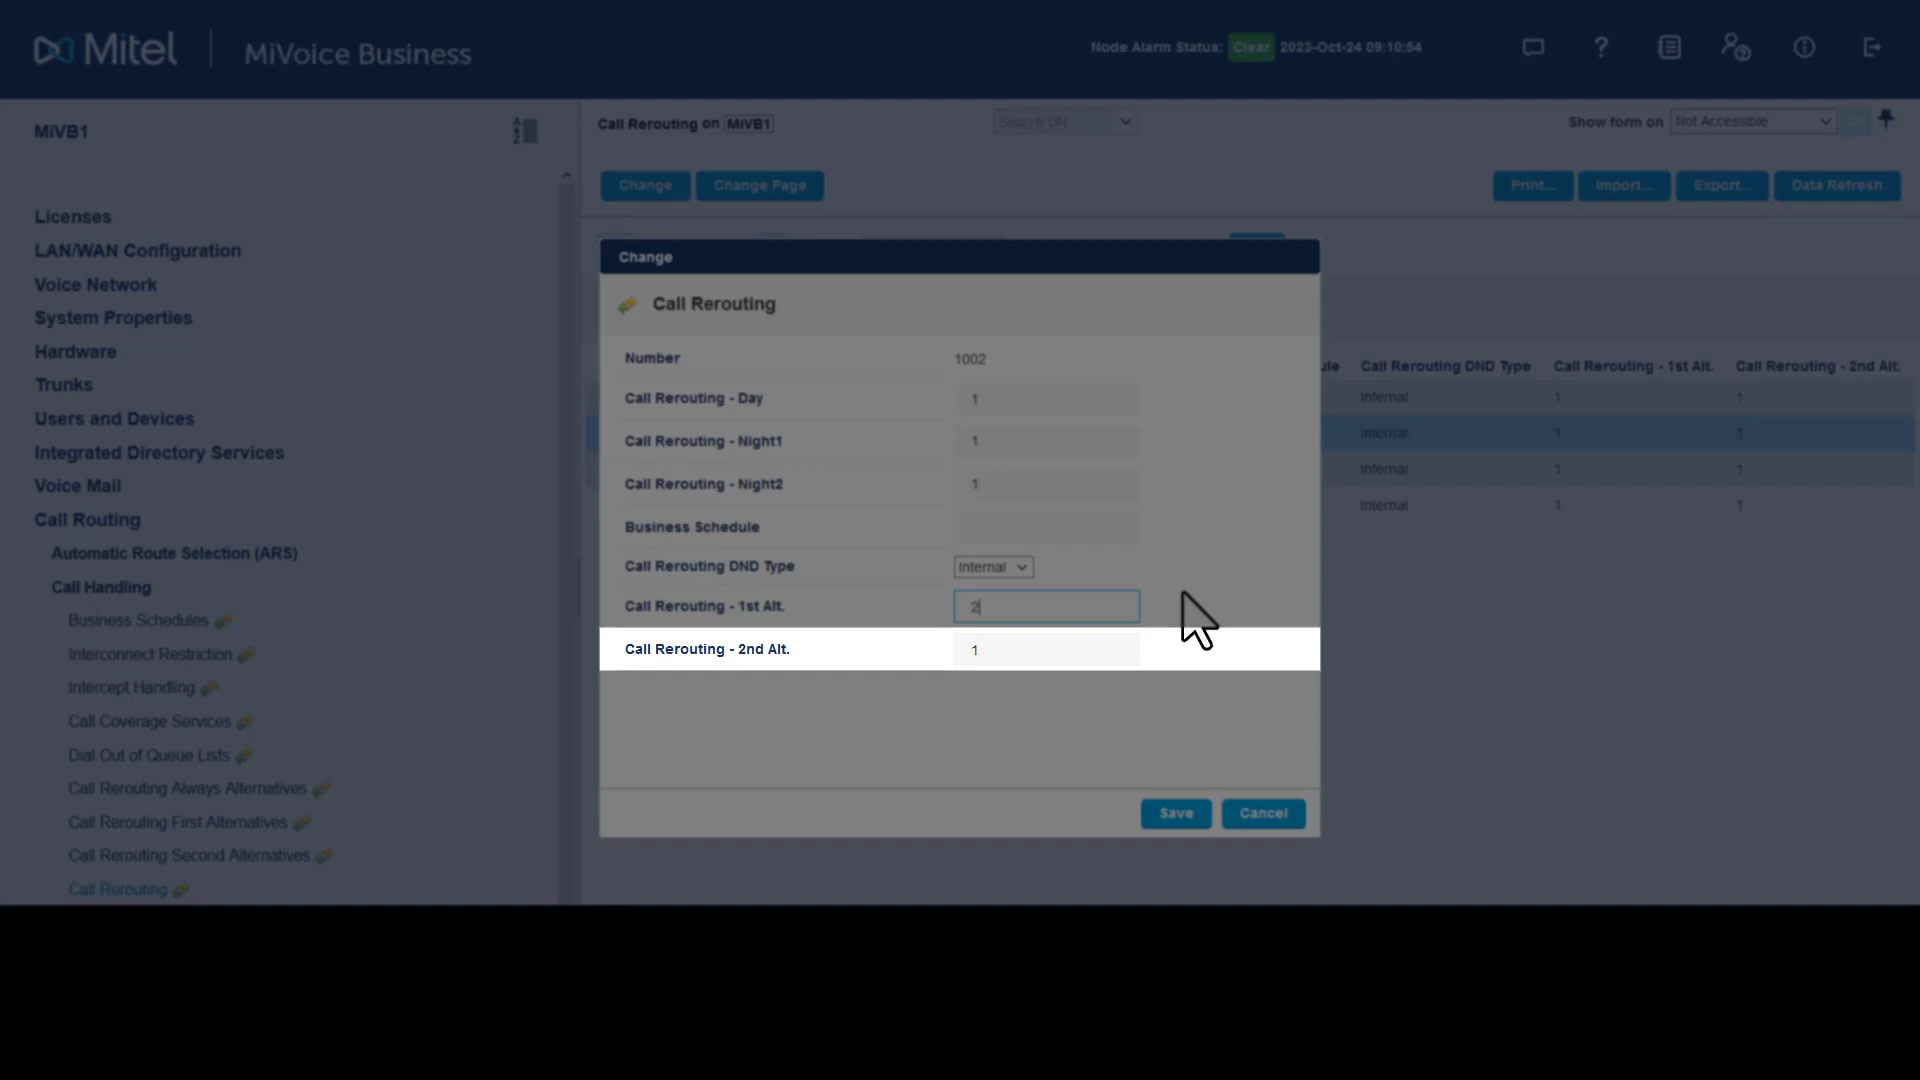 Mitel | MiVoice Business
Node Alarm Status: Clear 2023-Oct-24 09:10:54
MiVB1
Call Rerouting on MiVB1
Search DN
Show form on Not Accessible
Change
Change Page
Print...
Import...
Export...
Data Refresh
Licenses
LAN/WAN Configuration
Voice Network
System Properties
Hardware
Trunks
Users and Devices
Integrated Directory Services
Voice Mail
Call Routing
Automatic Route Selection (ARS)
Call Handling
Business Schedules
Interconnect Restriction
Intercept Handling
Call Coverage Services
Dial Out of Queue Lists
Call Rerouting Always Alternatives
Call Rerouting First Alternatives
Call Rerouting Second Alternatives
Call Rerouting
Change
Call Rerouting
Number 1002
Call Rerouting - Day 1
Call Rerouting - Night1 1
Call Rerouting - Night2 1
Business Schedule
Call Rerouting DND Type Internal
Call Rerouting - 1st Alt. 2
Call Rerouting - 2nd Alt. 1
Save
Cancel
Call Rerouting DND Type Call Rerouting - 1st Alt. Call Rerouting - 2nd Alt.
Internal 1 1
Internal 1 1
Internal 1 1
Internal 1 1